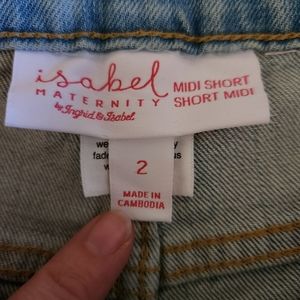 isabel
MATERNITY
by Ingrid & Isabel.
MIDI SHORT
SHORT MIDI
2
MADE IN
CAMBODIA